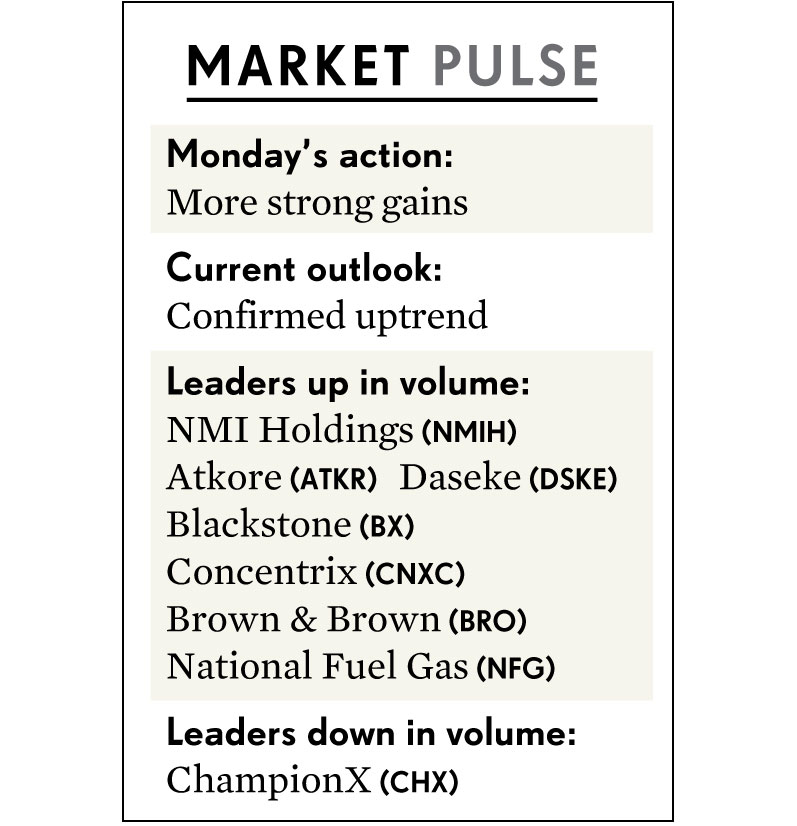 MARKET PULSE
Monday’s action:
More strong gains
Current outlook:
Confirmed uptrend
Leaders up in volume:
NMI Holdings (NMIH)
Atkore (ATKR) Daseke (DSKE)
Blackstone (BX)
Concentrix (CNXC)
Brown & Brown (BRO)
National Fuel Gas (NFG)
Leaders down in volume:
ChampionX (CHX)